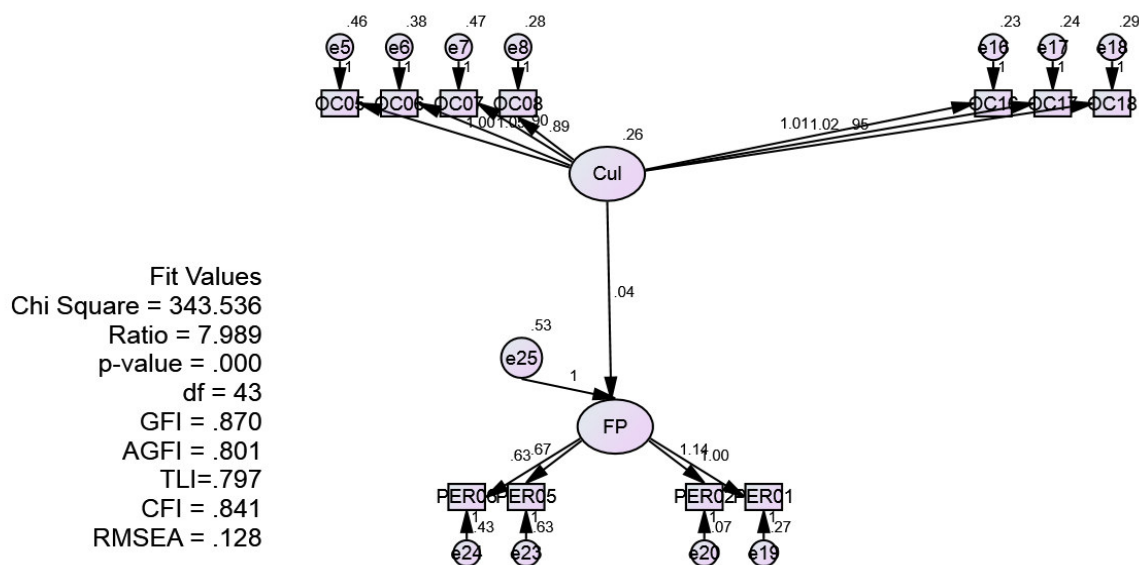 .46 .38 .47 .28 .23 .24 .29
e5 e6 e7 e8 e16 e17 e18
1 1 1 1 1 1 1
OC05 OC06 OC07 OC08 OC16 OC17 OC18
1.00 1.05 .90 .89 1.01 1.02 .95
.26
Cul
.04
Fit Values
Chi Square = 343.536
Ratio = 7.989
p-value = .000
df = 43
GFI = .870
AGFI = .801
TLI=.797
CFI = .841
RMSEA = .128
.53
e25
1
FP
.63 .67 1.14 1.00
PER06 PER05 PER02 PER01
1 1 1 1
.43 .63 .07 .27
e24 e23 e20 e19